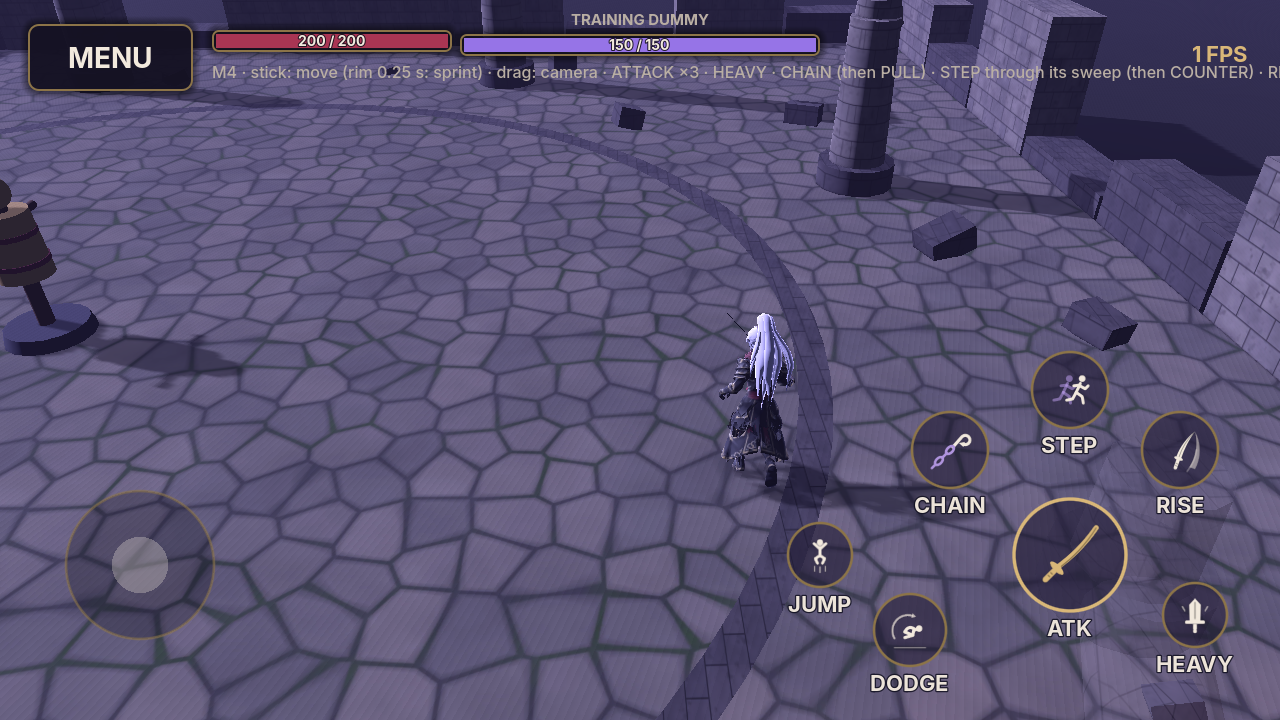 TRAINING DUMMY
MENU
200 / 200
150 / 150
1 FPS
M4 · stick: move (rim 0.25 s: sprint) · drag: camera · ATTACK ×3 · HEAVY · CHAIN (then PULL) · STEP through its sweep (then COUNTER) ·
STEP
CHAIN
RISE
JUMP
ATK
HEAVY
DODGE